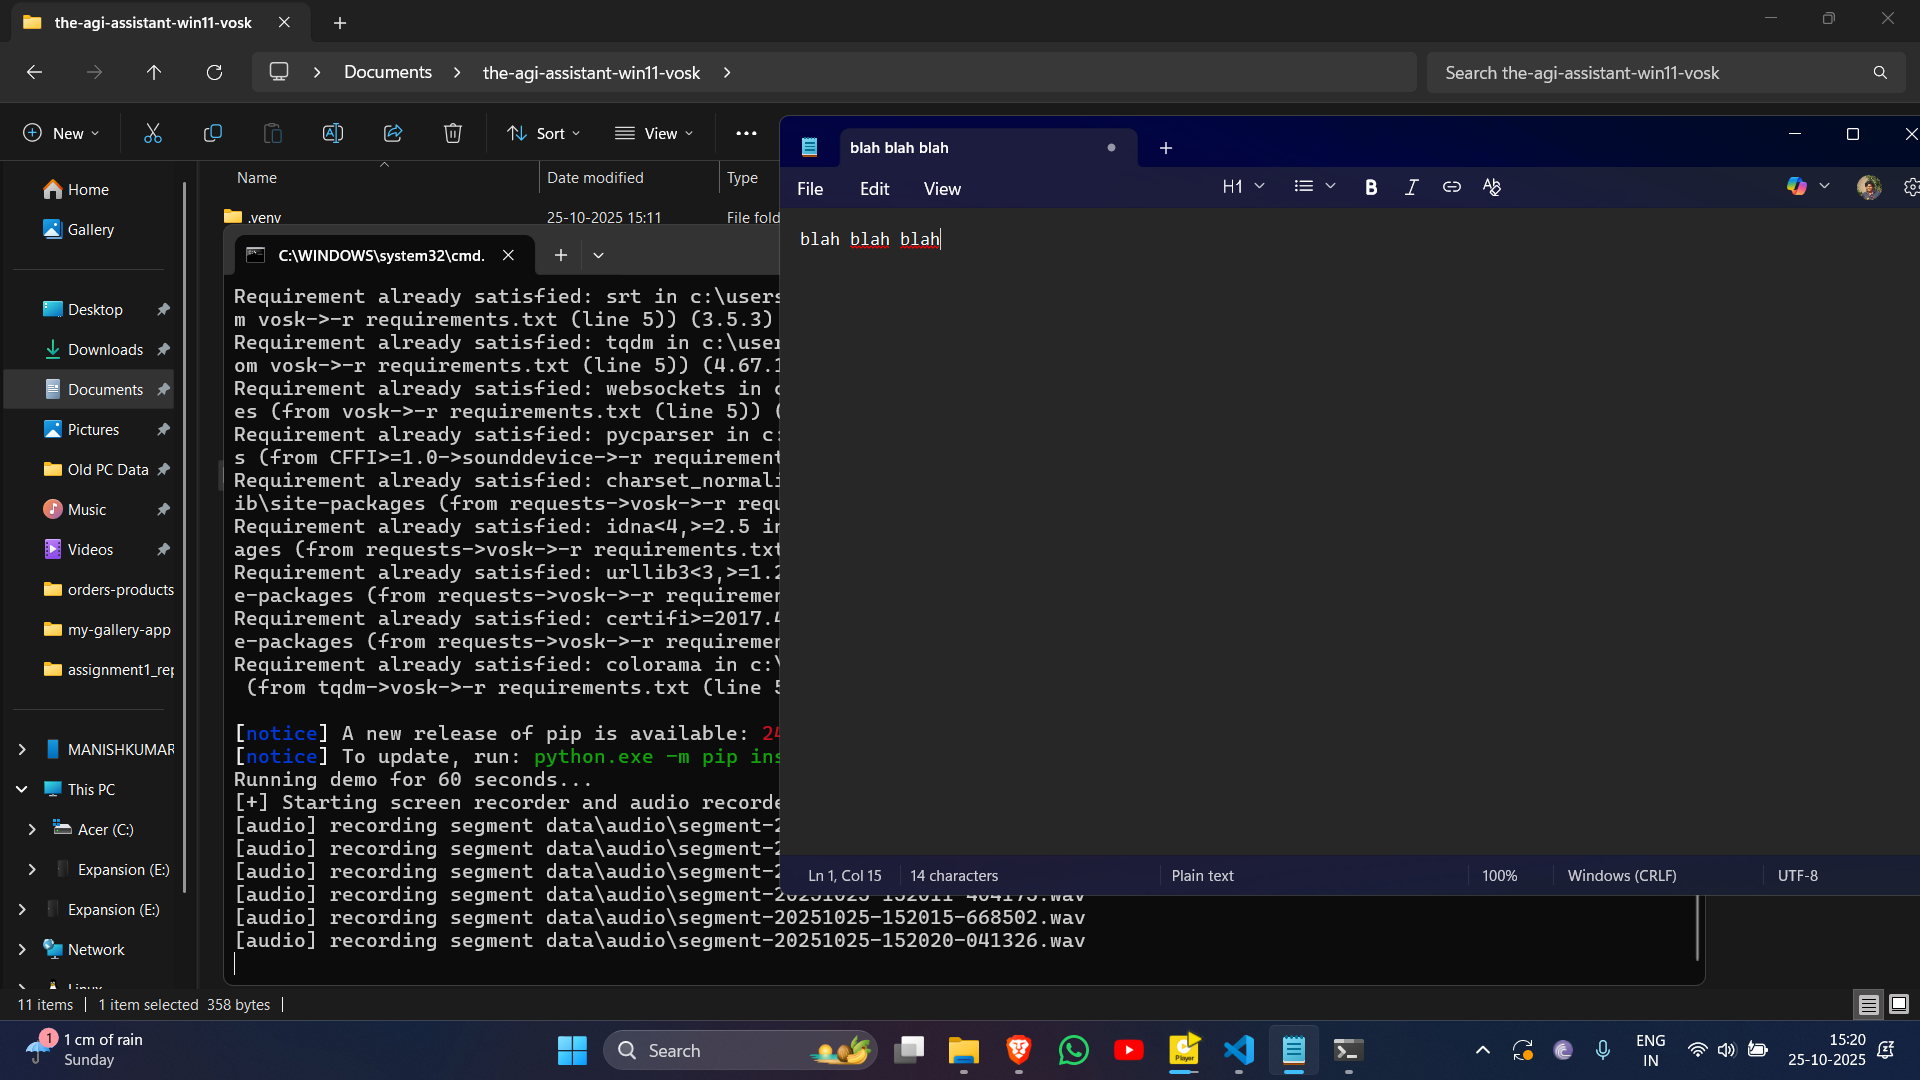 the-agi-assistant-win11-vosk
Documents
the-agi-assistant-win11-vosk
Search the-agi-assistant-win11-vosk
New
Sort
View
Name
Date modified
Type
.venv
25-10-2025 15:11
File fold
Home
Gallery
Desktop
Downloads
Documents
Pictures
Old PC Data
Music
Videos
orders-products
my-gallery-app
assignment1_rep
MANISHKUMAR
This PC
Acer (C:)
Expansion (E:)
Expansion (E:)
Network
Linux
11 items
1 item selected 358 bytes
C:\WINDOWS\system32\cmd.
Requirement already satisfied: srt in c:\users
m vosk->-r requirements.txt (line 5)) (3.5.3)
Requirement already satisfied: tqdm in c:\user
om vosk->-r requirements.txt (line 5)) (4.67.1
Requirement already satisfied: websockets in c
es (from vosk->-r requirements.txt (line 5)) (
Requirement already satisfied: pycparser in c:
s (from CFFI>=1.0->sounddevice->-r requirement
Requirement already satisfied: charset_normali
ib\site-packages (from requests->vosk->-r requ
Requirement already satisfied: idna<4,>=2.5 in
ages (from requests->vosk->-r requirements.txt
Requirement already satisfied: urllib3<3,>=1.2
e-packages (from requests->vosk->-r requiremen
Requirement already satisfied: certifi>=2017.4
e-packages (from requests->vosk->-r requiremen
Requirement already satisfied: colorama in c:\
(from tqdm->vosk->-r requirements.txt (line 5
[notice] A new release of pip is available: 24
[notice] To update, run: python.exe -m pip ins
Running demo for 60 seconds...
[+] Starting screen recorder and audio recorde
[audio] recording segment data\audio\segment-2
[audio] recording segment data\audio\segment-2
[audio] recording segment data\audio\segment-2
[audio] recording segment data\audio\segment-20251025-152011-404173.wav
[audio] recording segment data\audio\segment-20251025-152015-668502.wav
[audio] recording segment data\audio\segment-20251025-152020-041326.wav
blah blah blah
File
Edit
View
H1
B
I
blah blah blah
Ln 1, Col 15
14 characters
Plain text
100%
Windows (CRLF)
UTF-8
1
1 cm of rain
Sunday
Search
Player
ENG
IN
15:20
25-10-2025